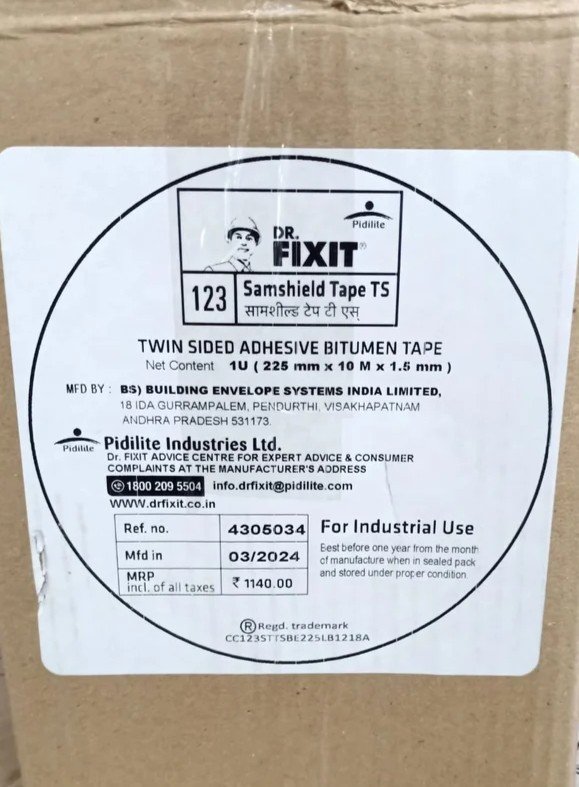 Pidilite
DR.
FIXIT®
123
Samshield Tape TS
सामशील्ड टेप टी एस्
TWIN SIDED ADHESIVE BITUMEN TAPE
Net Content 1U ( 225 mm x 10 M x 1.5 mm )
MFD BY : BS) BUILDING ENVELOPE SYSTEMS INDIA LIMITED,
18 IDA GURRAMPALEM, PENDURTHI, VISAKHAPATNAM
ANDHRA PRADESH 531173.
Pidilite
Pidilite Industries Ltd.
Dr. FIXIT ADVICE CENTRE FOR EXPERT ADVICE & CONSUMER
COMPLAINTS AT THE MANUFACTURER'S ADDRESS
1800 209 5504 info.drfixit@pidilite.com
WWW.drfixit.co.in
Ref. no. 4305034
Mfd in 03/2024
MRP
incl. of all taxes ₹ 1140.00
For Industrial Use
Best before one year from the month
of manufacture when in sealed pack
and stored under proper condition
® Regd. trademark
CC123STTSBE225LB1218A